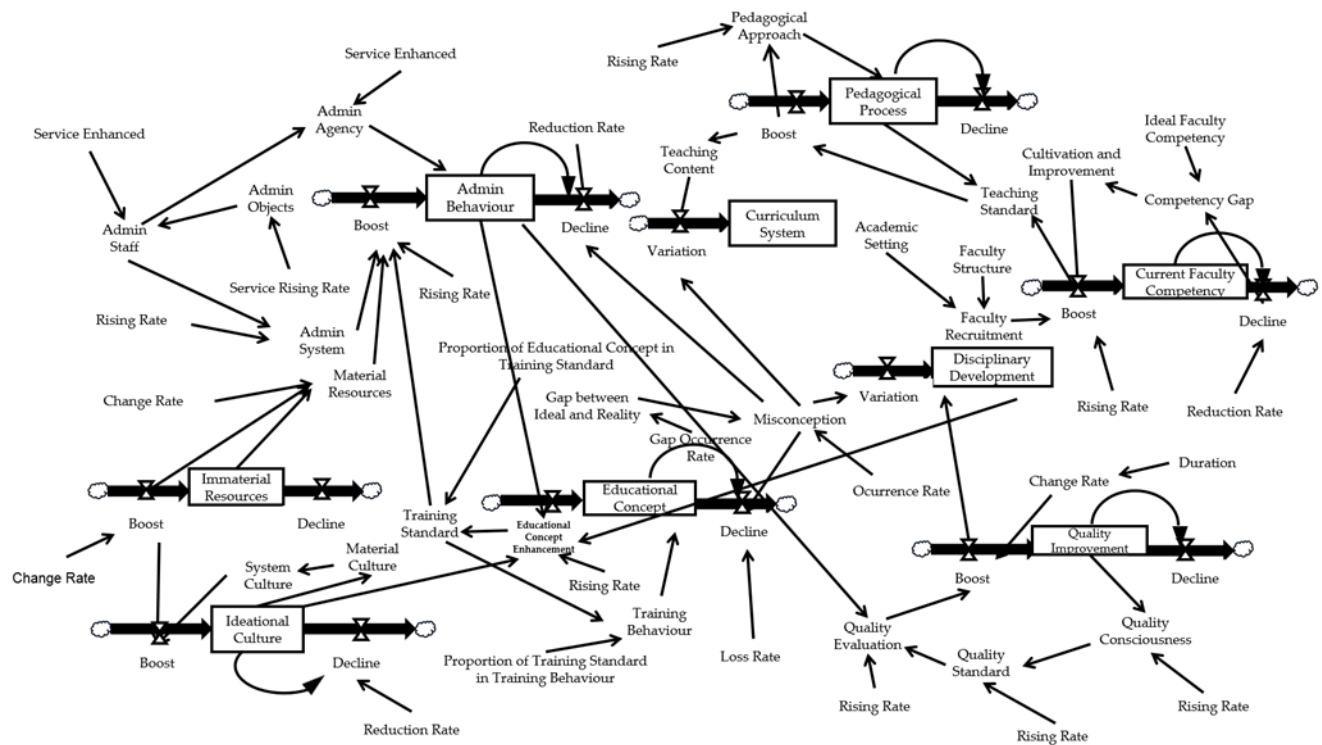 Pedagogical
Approach
Rising Rate
Service Enhanced
Admin
Agency
Service Enhanced
Reduction Rate
Pedagogical
Process
Boost
Decline
Ideal Faculty
Competency
Teaching
Content
Cultivation and
Improvement
Admin
Objects
Admin
Behaviour
Teaching
Standard
Competency Gap
Admin
Staff
Boost
Decline
Curriculum
System
Variation
Academic
Setting
Faculty
Structure
Current Faculty
Competency
Service Rising Rate
Rising Rate
Rising Rate
Admin
System
Faculty
Recruitment
Boost
Decline
Proportion of Educational Concept in
Training Standard
Disciplinary
Development
Material
Resources
Change Rate
Gap between
Ideal and Reality
Misconception
Variation
Rising Rate
Reduction Rate
Gap Occurrence
Rate
Immaterial
Resources
Educational
Concept
Ocurrence Rate
Change Rate
Duration
Boost
Decline
Training
Standard
Educational
Concept
Enhancement
Decline
Quality
Improvement
Change Rate
System
Culture
Material
Culture
Rising Rate
Boost
Decline
Ideational
Culture
Training
Behaviour
Quality
Evaluation
Quality
Consciousness
Boost
Decline
Proportion of Training Standard
in Training Behaviour
Loss Rate
Quality
Standard
Reduction Rate
Rising Rate
Rising Rate
Rising Rate